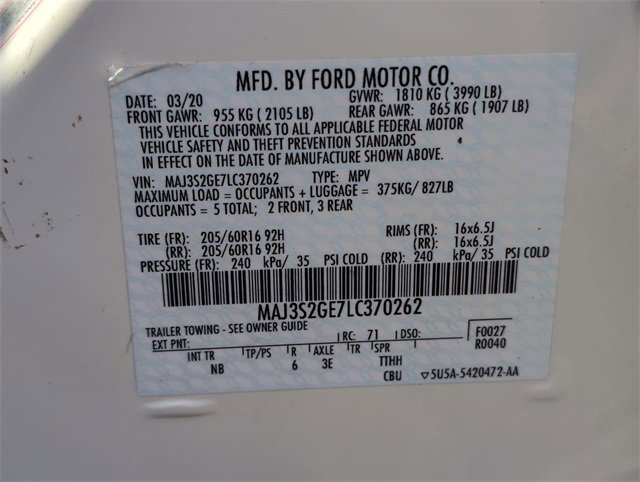 MFD. BY FORD MOTOR CO.
DATE: 03/20 GVWR: 1810 KG ( 3990 LB)
FRONT GAWR: 955 KG ( 2105 LB) REAR GAWR: 865 KG ( 1907 LB)
THIS VEHICLE CONFORMS TO ALL APPLICABLE FEDERAL MOTOR
VEHICLE SAFETY AND THEFT PREVENTION STANDARDS
IN EFFECT ON THE DATE OF MANUFACTURE SHOWN ABOVE.
VIN: MAJ3S2GE7LC370262 TYPE: MPV
MAXIMUM LOAD = OCCUPANTS + LUGGAGE = 375KG/ 827LB
OCCUPANTS = 5 TOTAL; 2 FRONT, 3 REAR
TIRE (FR): 205/60R16 92H RIMS (FR): 16x6.5J
(RR): 205/60R16 92H (RR): 16x6.5J
PRESSURE (FR): 240 kPa/ 35 PSI COLD (RR): 240 kPa/ 35 PSI COLD
MAJ3S2GE7LC370262
TRAILER TOWING - SEE OWNER GUIDE
EXT PNT: RC: 71 DSO: F0027
R0040
INT TR TP/PS R AXLE TR SPR
NB 6 3E TTHH
CBU ▽5U5A-5420472-AA